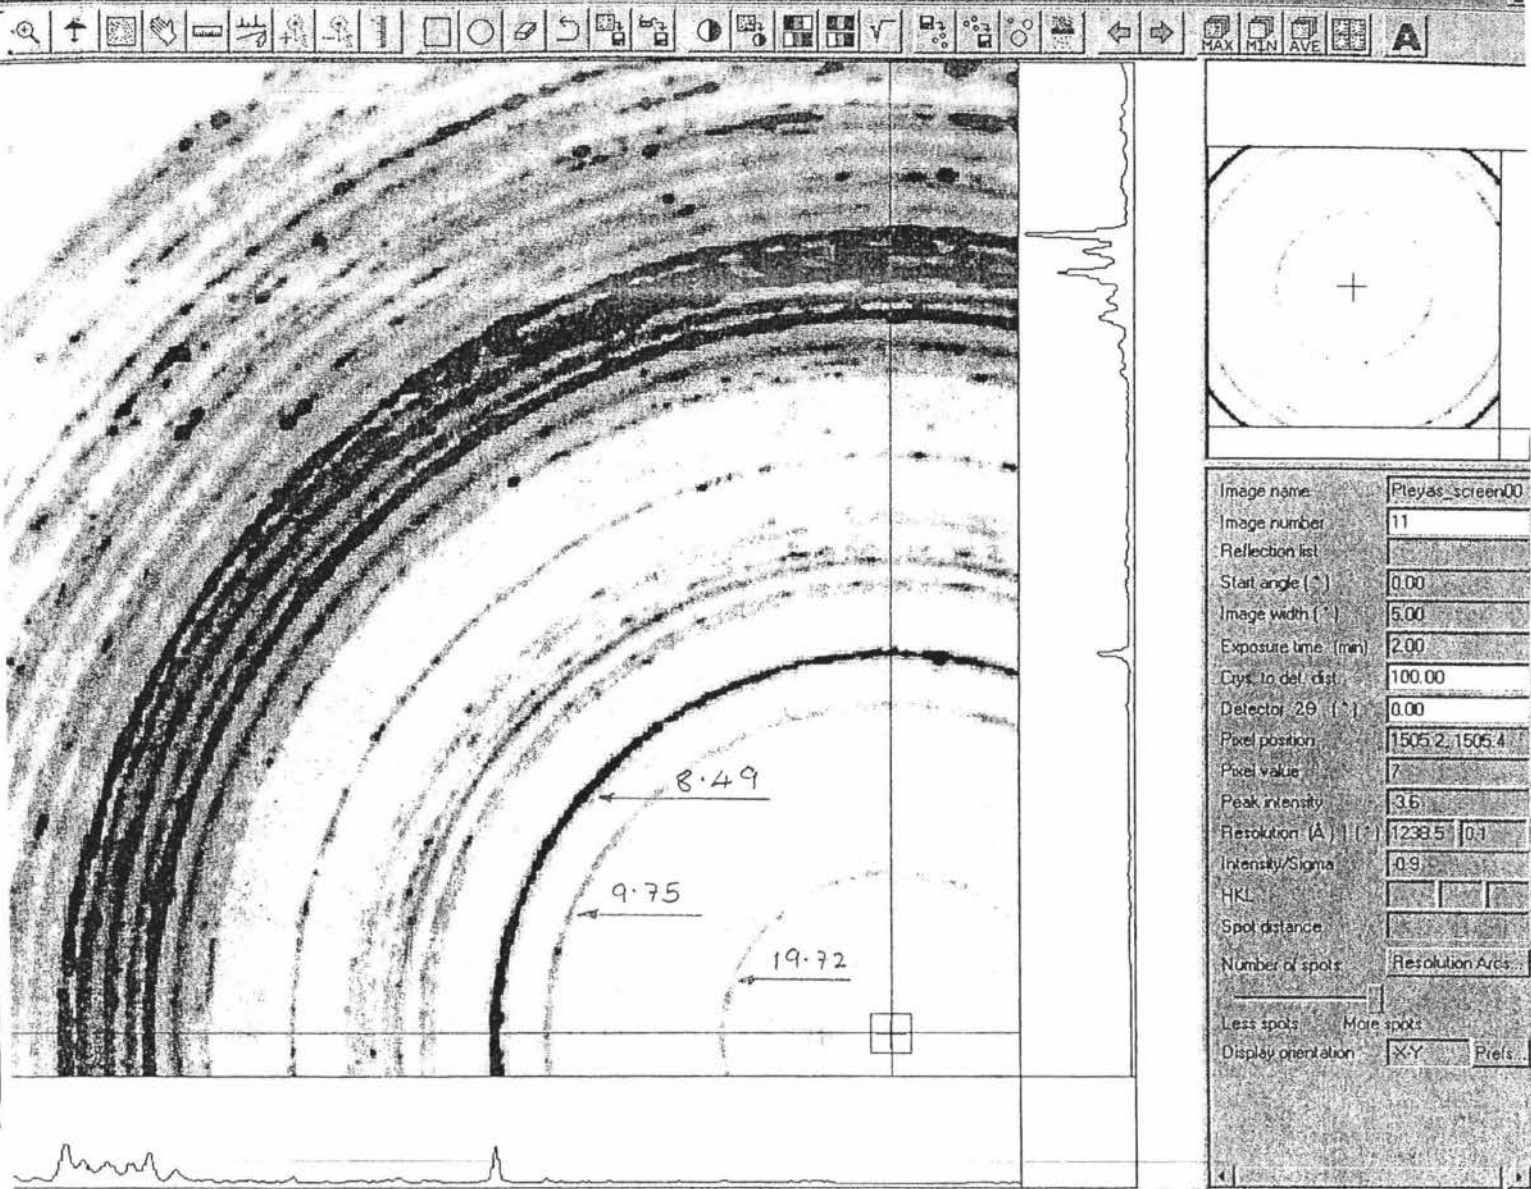 MAX MIN AVE
A
8.49
9.75
19.72
Image name Pteyas_screen00
Image number 11
Reflection list
Start angle (°) 0.00
Image width (°) 5.00
Exposure time (min) 2.00
Crys. to det. dist. 100.00
Detector 2θ (°) 0.00
Pixel position 1505.2, 1505.4
Pixel value 7
Peak intensity -3.6
Resolution (Å) | (°) 1238.5 0.1
Intensity/Sigma -0.9
HKL
Spot distance
Number of spots Resolution Arcs...
Less spots More spots
Display orientation X-Y Prefs...